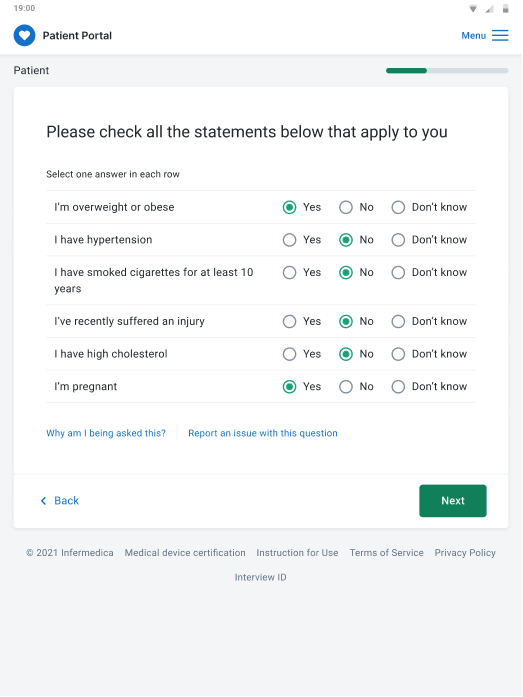 19:00
Patient Portal
Menu
Patient
Please check all the statements below that apply to you
Select one answer in each row
I'm overweight or obese Yes No Don't know
I have hypertension Yes No Don't know
I have smoked cigarettes for at least 10 Yes No Don't know
years
I've recently suffered an injury Yes No Don't know
I have high cholesterol Yes No Don't know
I'm pregnant Yes No Don't know
Why am I being asked this? Report an issue with this question
Back
Next
© 2021 Infermedica Medical device certification Instruction for Use Terms of Service Privacy Policy
Interview ID